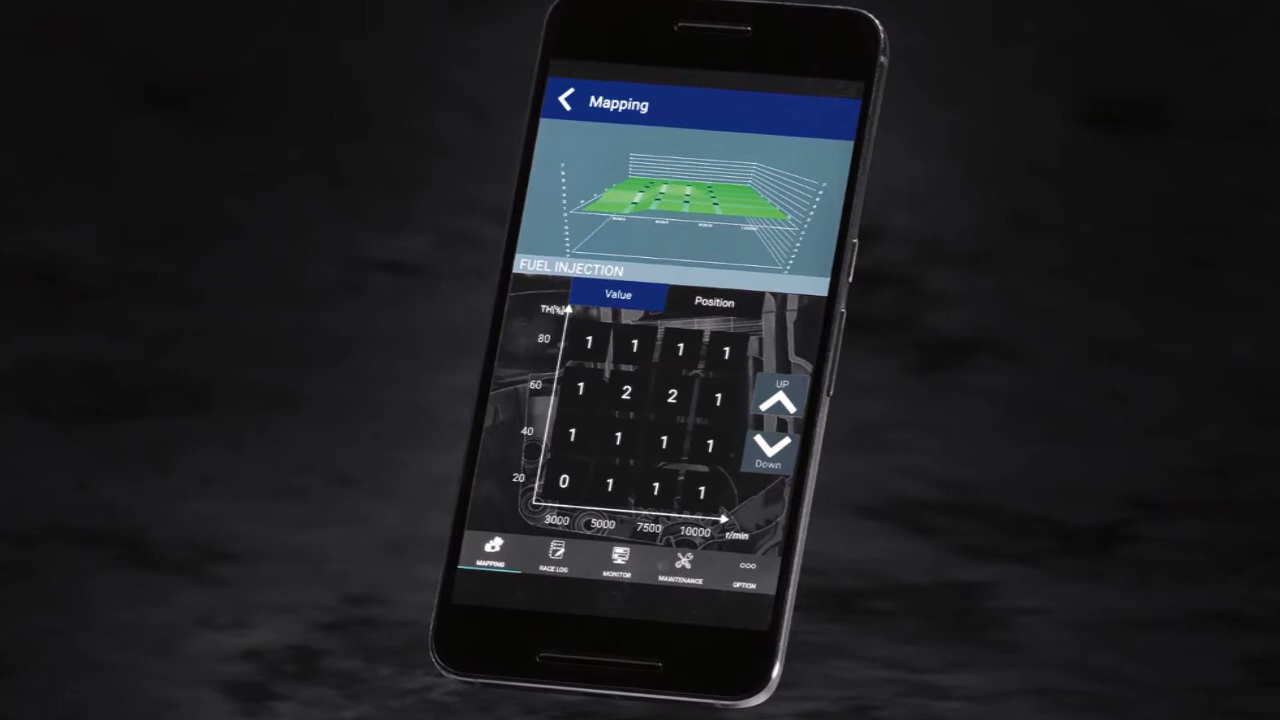 Mapping
FUEL INJECTION
Value Position
TH[%]
80 1 1 1 1
UP
60 1 2 2 1
40 1 1 1 1
Down
20 0 1 1 1
3000 5000 7500 10000 r/min
MAPPING RACE LOG MONITOR MAINTENANCE OPTION